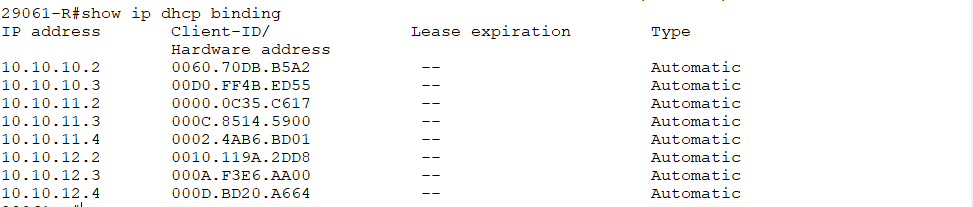 29061-R#show ip dhcp binding
IP address       Client-ID/              Lease expiration        Type
                 Hardware address
10.10.10.2       0060.70DB.B5A2           --                     Automatic
10.10.10.3       00D0.FF4B.ED55           --                     Automatic
10.10.11.2       0000.0C35.C617           --                     Automatic
10.10.11.3       000C.8514.5900           --                     Automatic
10.10.11.4       0002.4AB6.BD01           --                     Automatic
10.10.12.2       0010.119A.2DD8           --                     Automatic
10.10.12.3       000A.F3E6.AA00           --                     Automatic
10.10.12.4       000D.BD20.A664           --                     Automatic